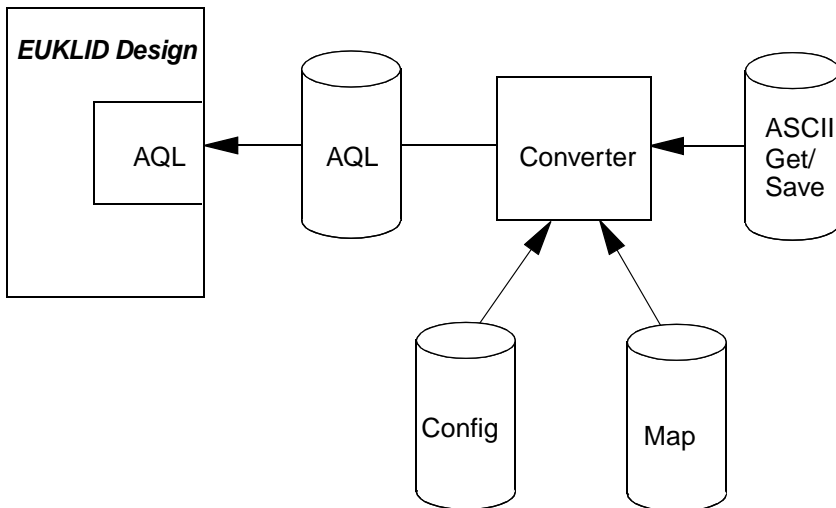 EUKLID Design
AQL
AQL
Converter
ASCII
Get/
Save
Config
Map